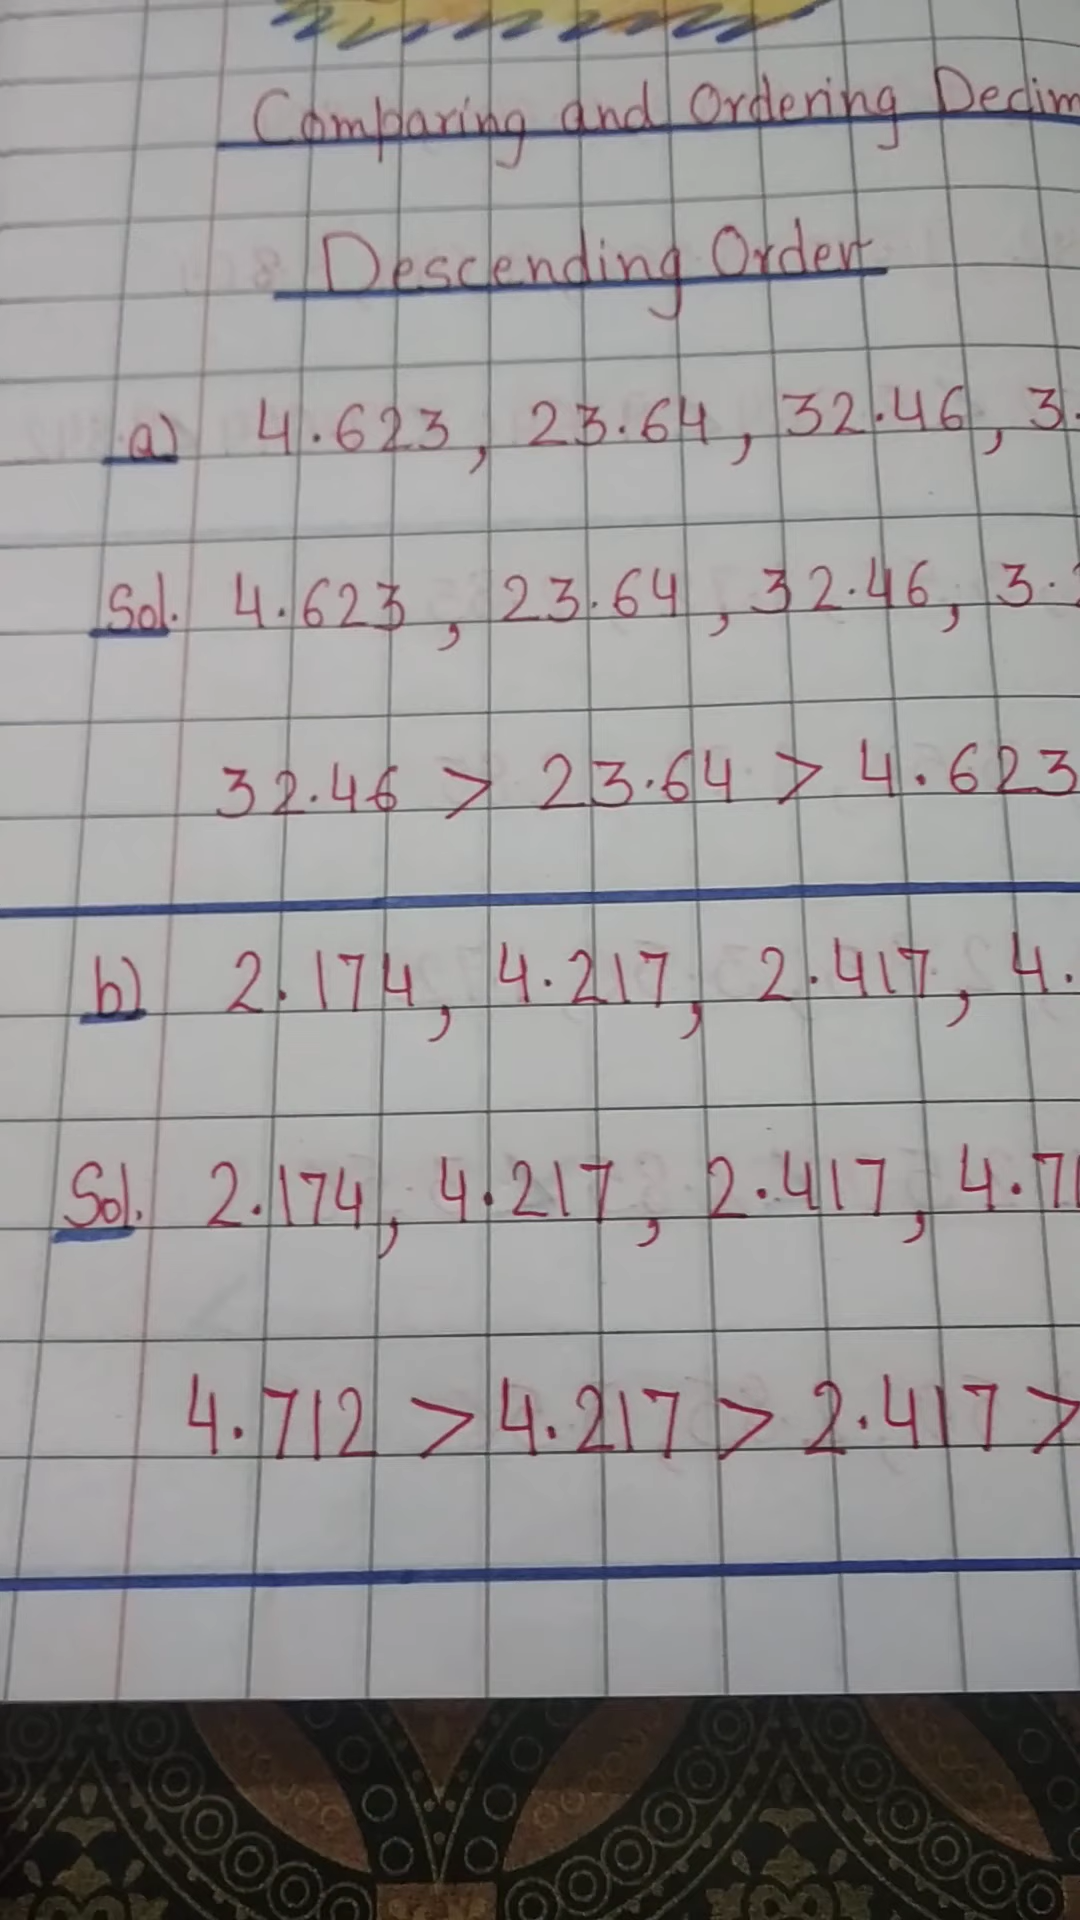 Comparing and Ordering Decim
Descending Order
a) 4.623, 23.64, 32.46, 3.
Sol. 4.623, 23.64, 32.46, 3.
32.46 > 23.64 > 4.623
b) 2.174, 4.217, 2.417, 4.
Sol. 2.174, 4.217, 2.417, 4.71
4.712 > 4.217 > 2.417 >